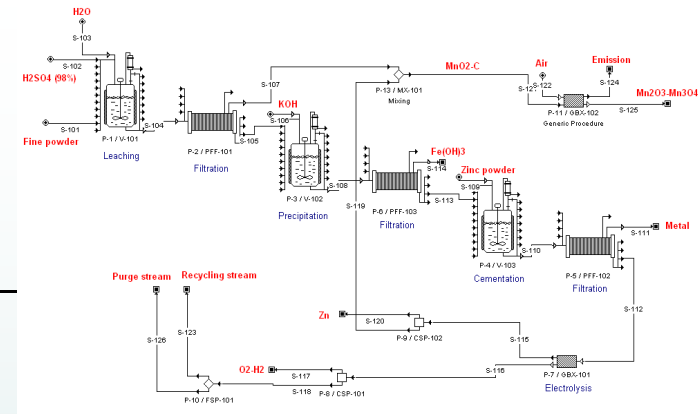 H2O
S-103
S-102
H2SO4 (98%)
Fine powder
S-101
S-104
P-1 / V-101
Leaching
P-2 / PFF-101
Filtration
S-107
S-105
KOH
S-106
P-3 / V-102
Precipitation
S-108
P-13 / MX-101
Mixing
MnO2-C
Air
S-122
Emission
S-124
Mn2O3-Mn3O4
S-125
P-11 / GBX-102
Generic Procedure
S-119
Fe(OH)3
S-114
P-6 / PFF-103
Filtration
S-113
Zinc powder
S-109
P-4 / V-103
Cementation
S-110
Metal
S-111
P-5 / PFF-102
Filtration
S-112
Purge stream
Recycling stream
S-126
S-123
Zn
S-120
P-9 / CSP-102
S-115
S-116
P-7 / GBX-101
Electrolysis
O2-H2
S-117
S-118
P-8 / CSP-101
P-10 / FSP-101